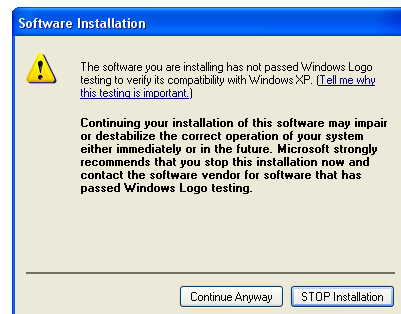 Software Installation
The software you are installing has not passed Windows Logo
testing to verify its compatibility with Windows XP. (Tell me why
this testing is important.)
Continuing your installation of this software may impair
or destabilize the correct operation of your system
either immediately or in the future. Microsoft strongly
recommends that you stop this installation now and
contact the software vendor for software that has
passed Windows Logo testing.
Continue Anyway STOP Installation